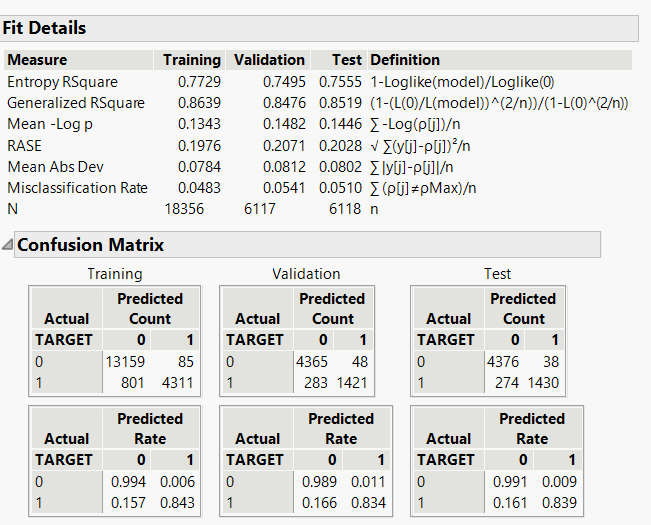 Fit Details
Measure Training Validation Test Definition
Entropy RSquare 0.7729 0.7495 0.7555 1-Loglike(model)/Loglike(0)
Generalized RSquare 0.8639 0.8476 0.8519 (1-(L(0)/L(model))^(2/n))/(1-L(0)^(2/n))
Mean -Log p 0.1343 0.1482 0.1446 ∑ -Log(ρ[j])/n
RASE 0.1976 0.2071 0.2028 √ ∑(y[j]-ρ[j])²/n
Mean Abs Dev 0.0784 0.0812 0.0802 ∑ |y[j]-ρ[j]|/n
Misclassification Rate 0.0483 0.0541 0.0510 ∑ (ρ[j]≠ρMax)/n
N 18356 6117 6118 n
Confusion Matrix
Training Validation Test
Predicted Predicted Predicted
Actual Count Actual Count Actual Count
TARGET 0 1 TARGET 0 1 TARGET 0 1
0 13159 85 0 4365 48 0 4376 38
1 801 4311 1 283 1421 1 274 1430
Predicted Predicted Predicted
Actual Rate Actual Rate Actual Rate
TARGET 0 1 TARGET 0 1 TARGET 0 1
0 0.994 0.006 0 0.989 0.011 0 0.991 0.009
1 0.157 0.843 1 0.166 0.834 1 0.161 0.839